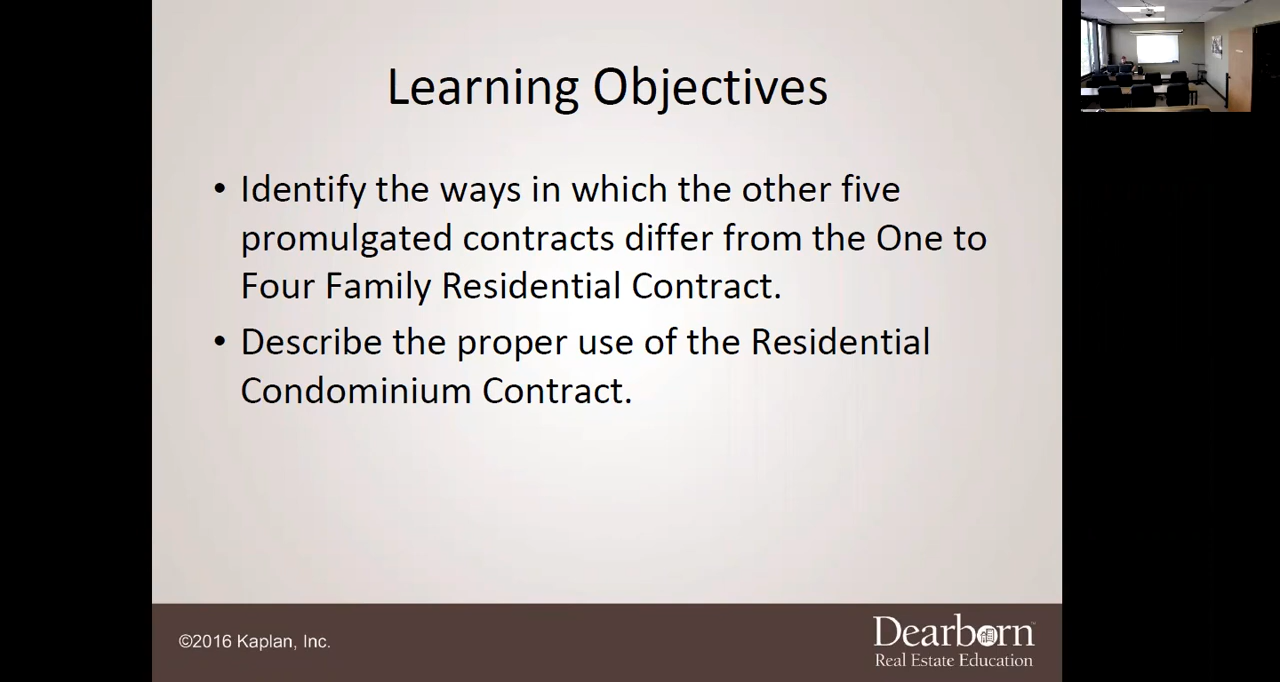 Learning Objectives
• Identify the ways in which the other five
promulgated contracts differ from the One to
Four Family Residential Contract.
• Describe the proper use of the Residential
Condominium Contract.
©2016 Kaplan, Inc.
Dearborn™
Real Estate Education